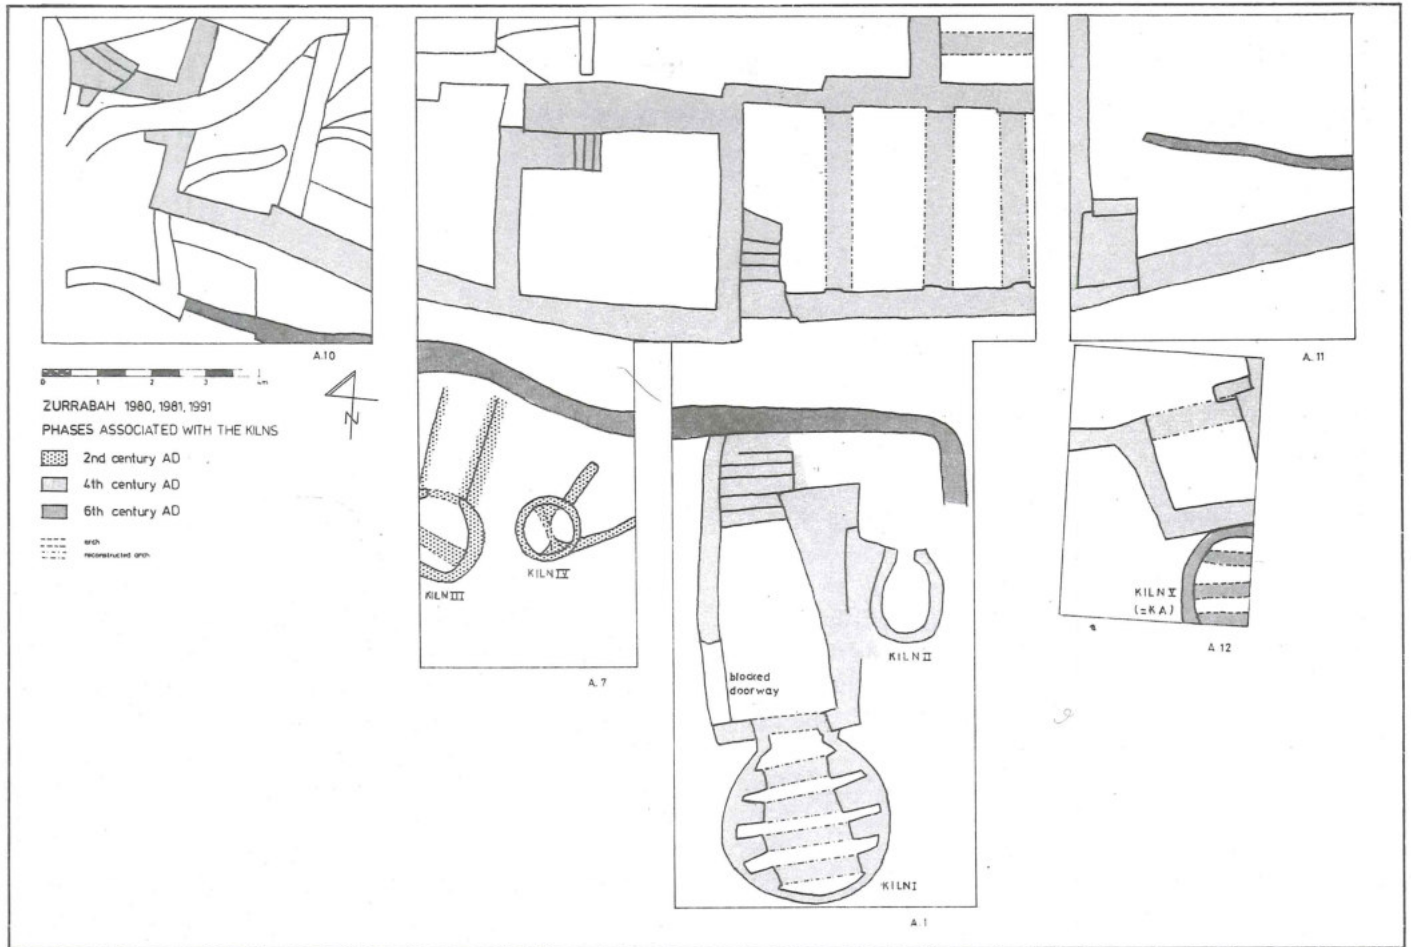 A.10
0 1 2 3 4m
N
ZURRABAH 1980, 1981, 1991
PHASES ASSOCIATED WITH THE KILNS
2nd century AD
4th century AD
6th century AD
arch
reconstructed arch
KILN III
KILN IV
A.7
blocked
doorway
KILN II
KILN I
A.1
A.11
KILN V
(=KA)
A.12